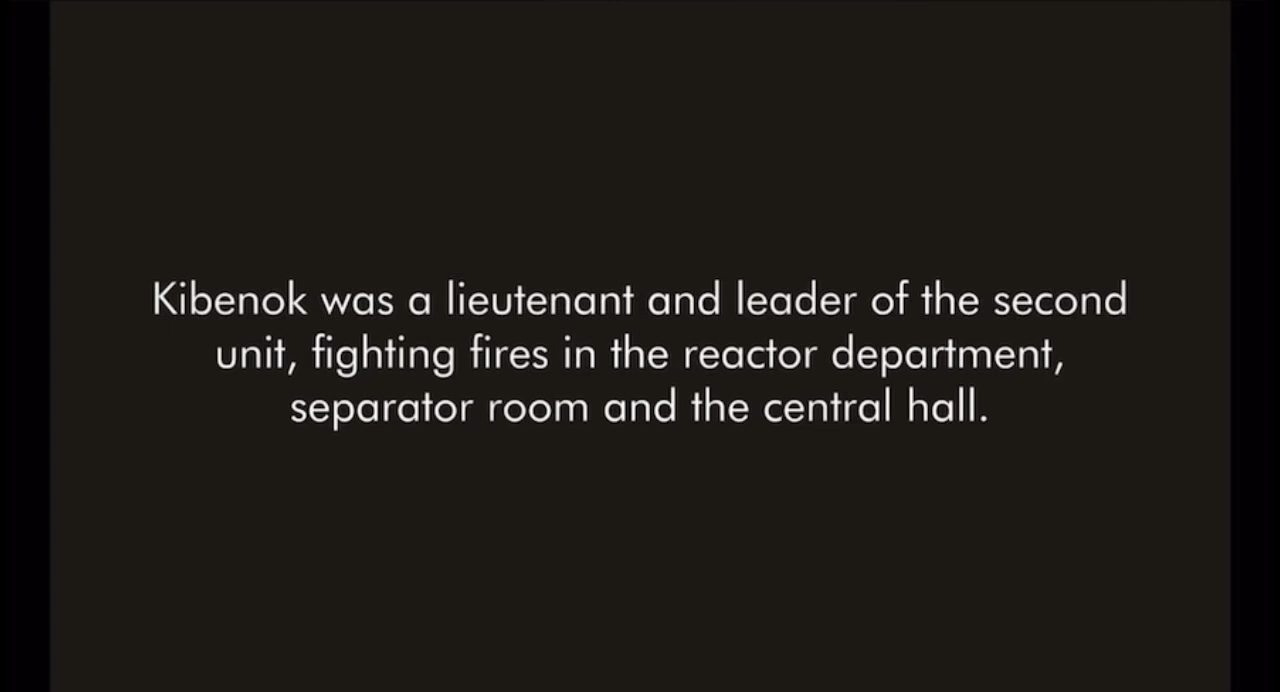 Kibenok was a lieutenant and leader of the second
unit, fighting fires in the reactor department,
separator room and the central hall.